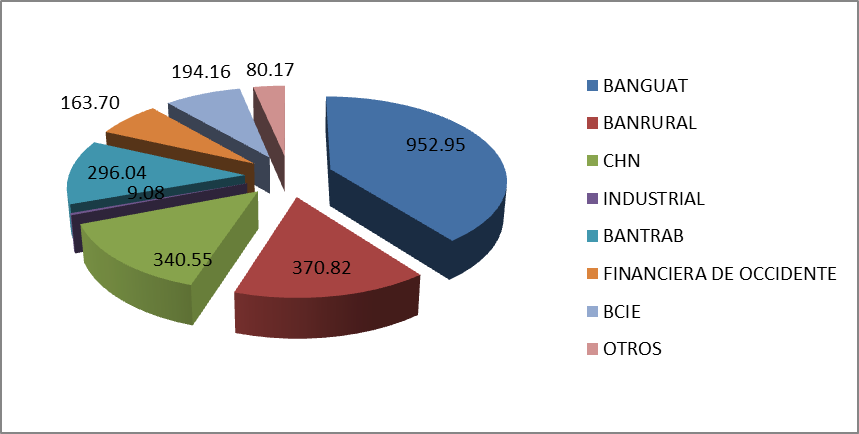 80.17
194.16
163.70
952.95
296.04
9.08
340.55
370.82
BANGUAT
BANRURAL
CHN
INDUSTRIAL
BANTRAB
FINANCIERA DE OCCIDENTE
BCIE
OTROS